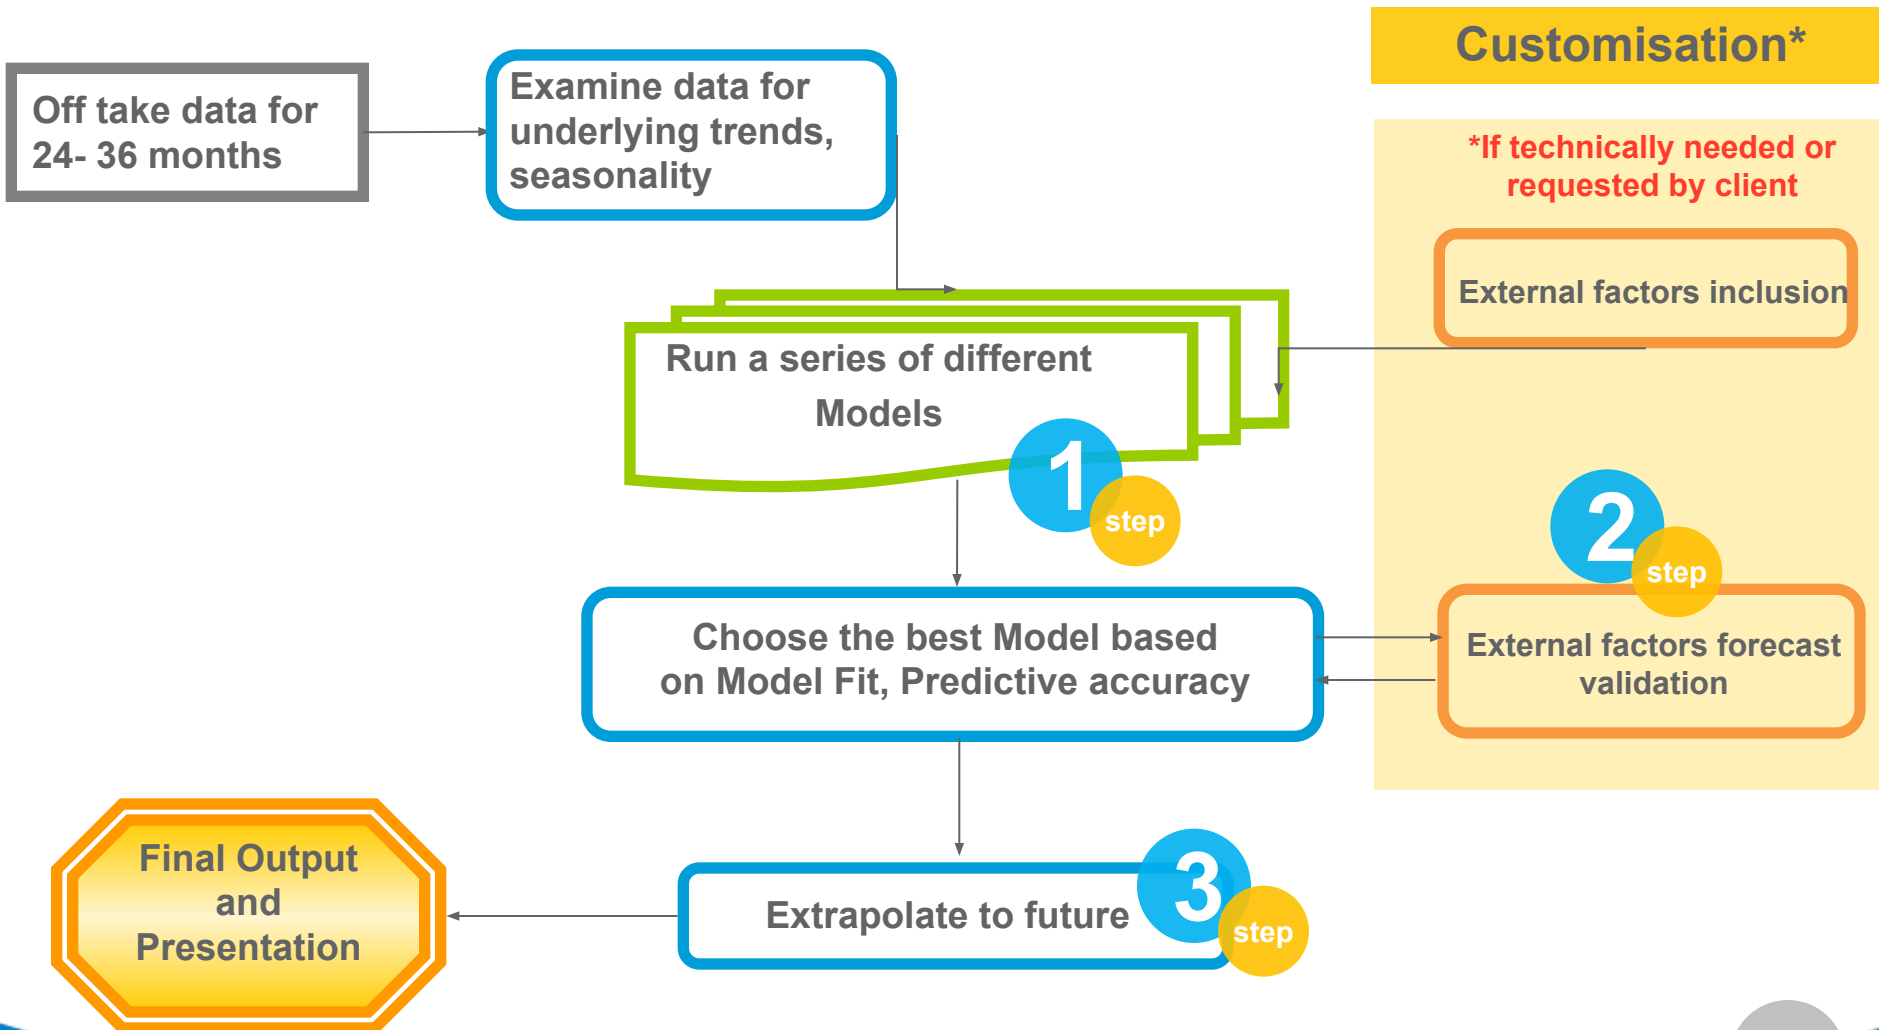 Customisation*
Off take data for
24- 36 months
Examine data for
underlying trends,
seasonality
*If technically needed or
requested by client
External factors inclusion
Run a series of different
Models
1
step
2
step
Choose the best Model based
on Model Fit, Predictive accuracy
External factors forecast
validation
Final Output
and
Presentation
Extrapolate to future
3
step